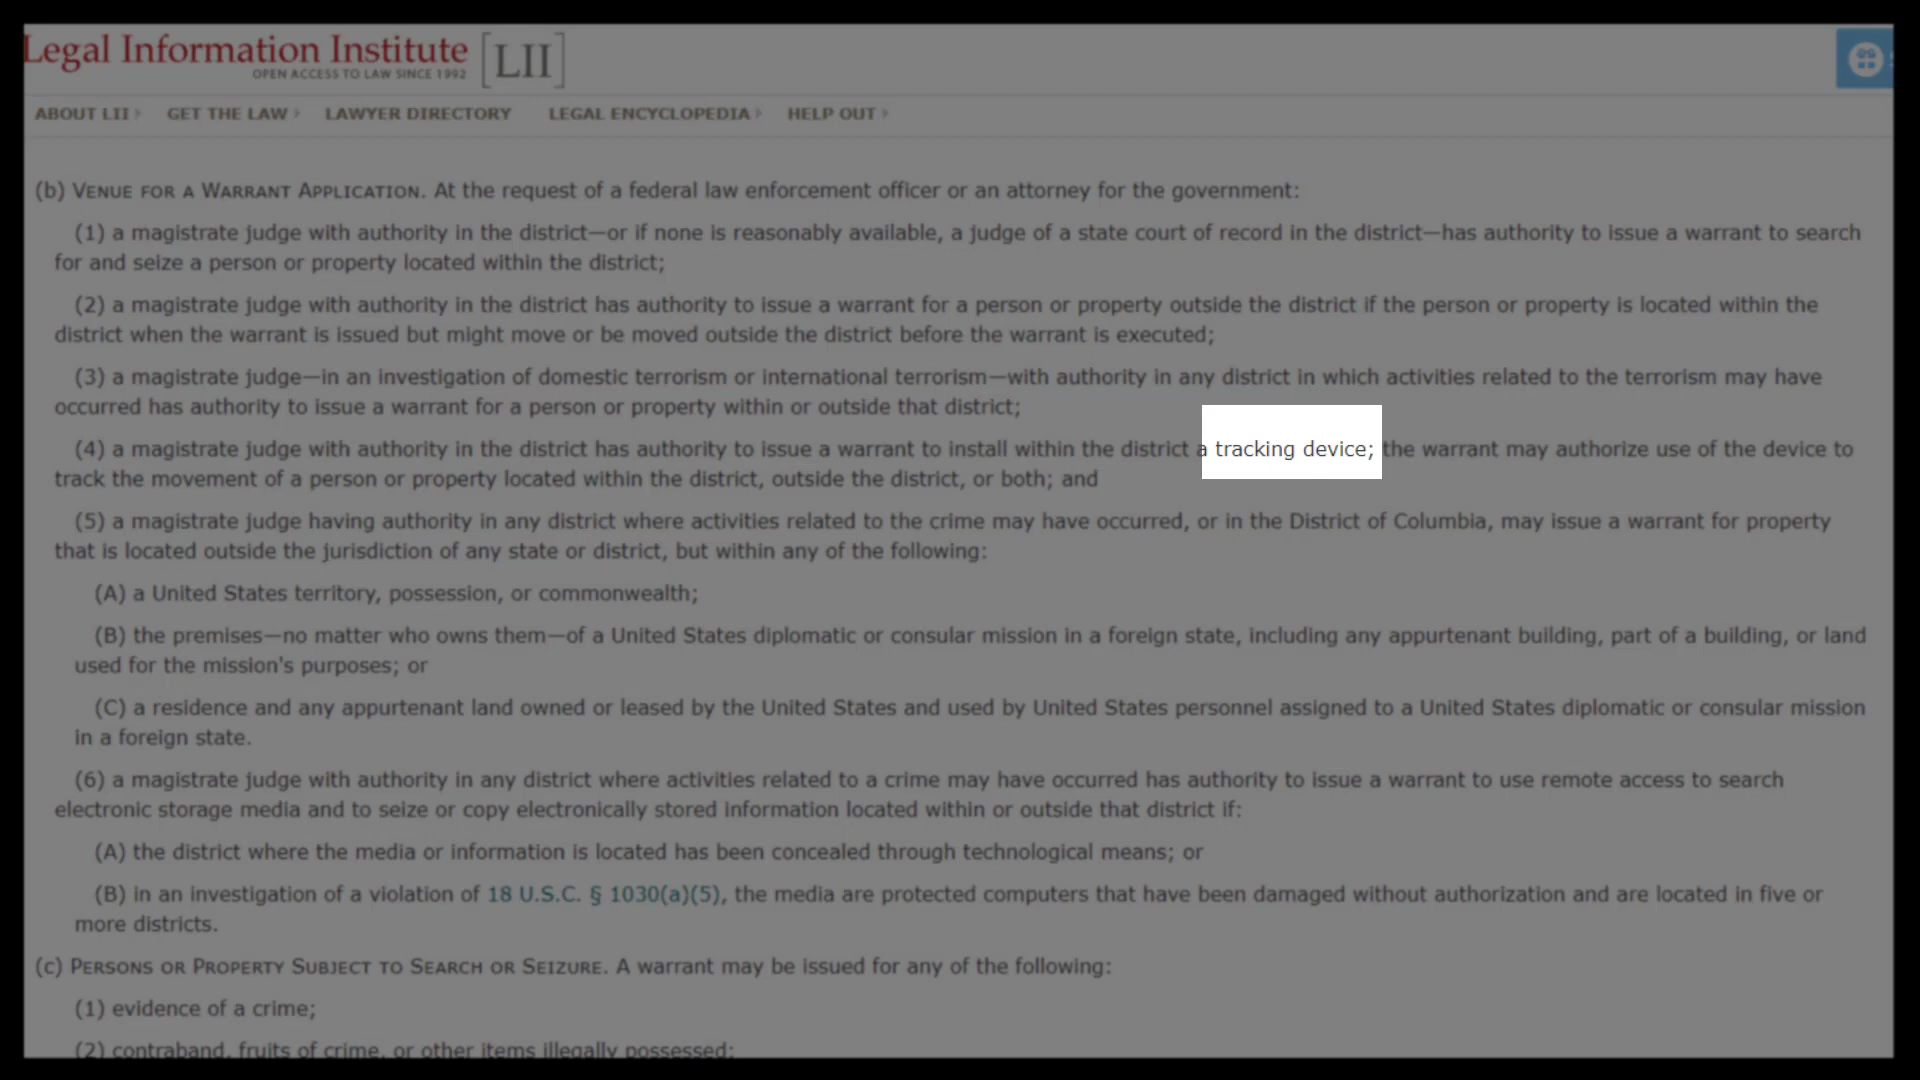 Legal Information Institute [LII]
OPEN ACCESS TO LAW SINCE 1992
ABOUT LII GET THE LAW LAWYER DIRECTORY LEGAL ENCYCLOPEDIA HELP OUT
(b) VENUE FOR A WARRANT APPLICATION. At the request of a federal law enforcement officer or an attorney for the government:
(1) a magistrate judge with authority in the district—or if none is reasonably available, a judge of a state court of record in the district—has authority to issue a warrant to search
for and seize a person or property located within the district;
(2) a magistrate judge with authority in the district has authority to issue a warrant for a person or property outside the district if the person or property is located within the
district when the warrant is issued but might move or be moved outside the district before the warrant is executed;
(3) a magistrate judge—in an investigation of domestic terrorism or international terrorism—with authority in any district in which activities related to the terrorism may have
occurred has authority to issue a warrant for a person or property within or outside that district;
(4) a magistrate judge with authority in the district has authority to issue a warrant to install within the district a tracking device; the warrant may authorize use of the device to
track the movement of a person or property located within the district, outside the district, or both; and
(5) a magistrate judge having authority in any district where activities related to the crime may have occurred, or in the District of Columbia, may issue a warrant for property
that is located outside the jurisdiction of any state or district, but within any of the following:
(A) a United States territory, possession, or commonwealth;
(B) the premises—no matter who owns them—of a United States diplomatic or consular mission in a foreign state, including any appurtenant building, part of a building, or land
used for the mission's purposes; or
(C) a residence and any appurtenant land owned or leased by the United States and used by United States personnel assigned to a United States diplomatic or consular mission
in a foreign state.
(6) a magistrate judge with authority in any district where activities related to a crime may have occurred has authority to issue a warrant to use remote access to search
electronic storage media and to seize or copy electronically stored information located within or outside that district if:
(A) the district where the media or information is located has been concealed through technological means; or
(B) in an investigation of a violation of 18 U.S.C. § 1030(a)(5), the media are protected computers that have been damaged without authorization and are located in five or
more districts.
(c) PERSONS OR PROPERTY SUBJECT TO SEARCH OR SEIZURE. A warrant may be issued for any of the following:
(1) evidence of a crime;
(2) contraband, fruits of crime, or other items illegally possessed;